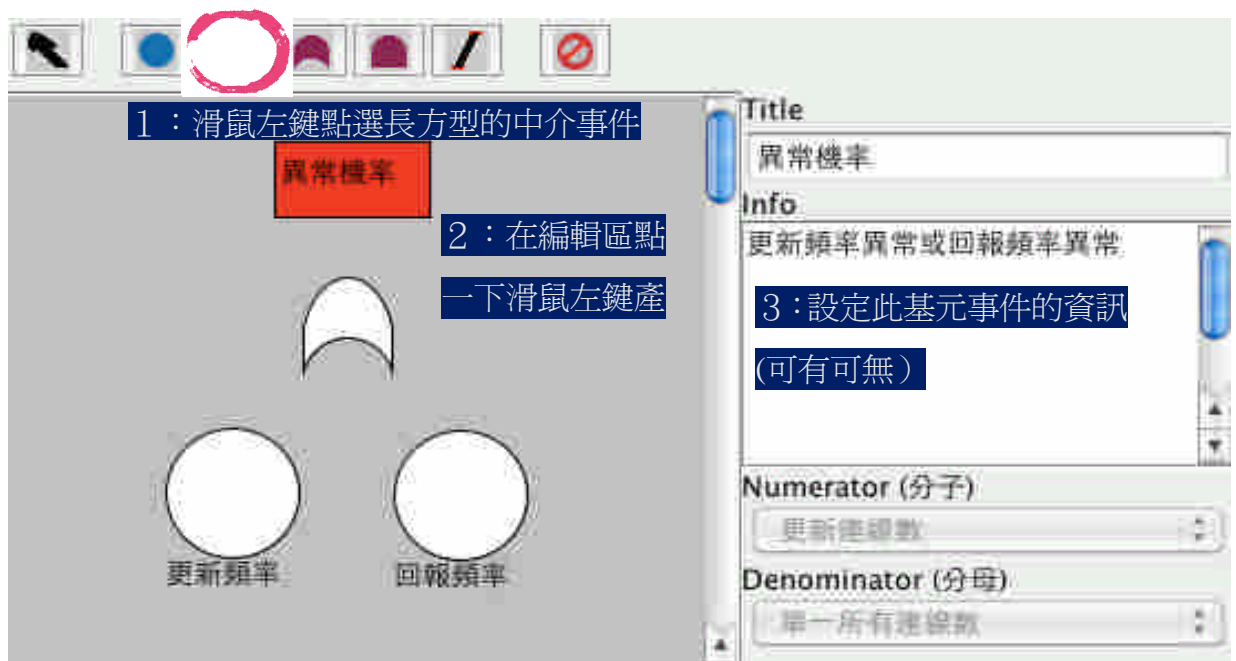 １：滑鼠左鍵點選長方型的中介事件
異常機率
２：在編輯區點
一下滑鼠左鍵產
更新頻率
回報頻率
Title
異常機率
Info
更新頻率異常或回報頻率異常
３：設定此基元事件的資訊
(可有可無）
Numerator (分子)
更新連線數
Denominator (分母)
單一所有連線數